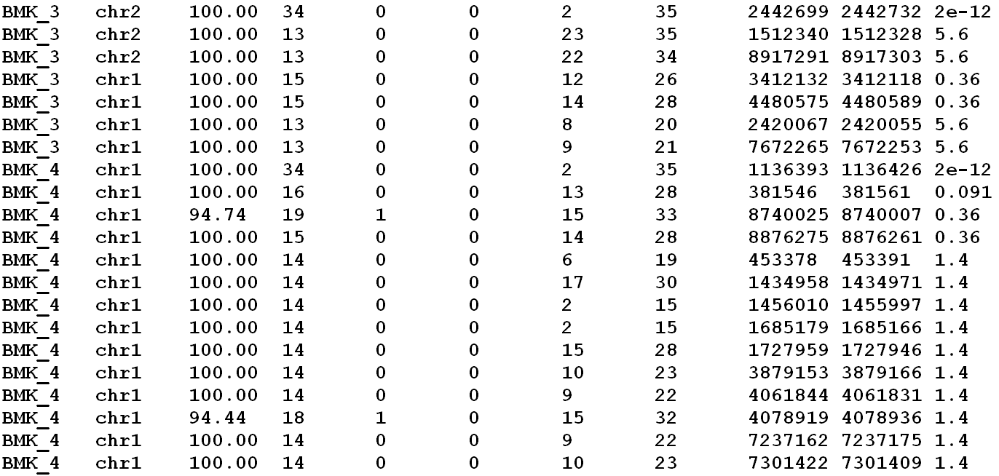 BMK_3 chr2 100.00 34 0 0 2 35 2442699 2442732 2e-12
BMK_3 chr2 100.00 13 0 0 23 35 1512340 1512328 5.6
BMK_3 chr2 100.00 13 0 0 22 34 8917291 8917303 5.6
BMK_3 chr1 100.00 15 0 0 12 26 3412132 3412118 0.36
BMK_3 chr1 100.00 15 0 0 14 28 4480575 4480589 0.36
BMK_3 chr1 100.00 13 0 0 8 20 2420067 2420055 5.6
BMK_3 chr1 100.00 13 0 0 9 21 7672265 7672253 5.6
BMK_4 chr1 100.00 34 0 0 2 35 1136393 1136426 2e-12
BMK_4 chr1 100.00 16 0 0 13 28 381546 381561 0.091
BMK_4 chr1 94.74 19 1 0 15 33 8740025 8740007 0.36
BMK_4 chr1 100.00 15 0 0 14 28 8876275 8876261 0.36
BMK_4 chr1 100.00 14 0 0 6 19 453378 453391 1.4
BMK_4 chr1 100.00 14 0 0 17 30 1434958 1434971 1.4
BMK_4 chr1 100.00 14 0 0 2 15 1456010 1455997 1.4
BMK_4 chr1 100.00 14 0 0 2 15 1685179 1685166 1.4
BMK_4 chr1 100.00 14 0 0 15 28 1727959 1727946 1.4
BMK_4 chr1 100.00 14 0 0 10 23 3879153 3879166 1.4
BMK_4 chr1 100.00 14 0 0 9 22 4061844 4061831 1.4
BMK_4 chr1 94.44 18 1 0 15 32 4078919 4078936 1.4
BMK_4 chr1 100.00 14 0 0 9 22 7237162 7237175 1.4
BMK_4 chr1 100.00 14 0 0 10 23 7301422 7301409 1.4